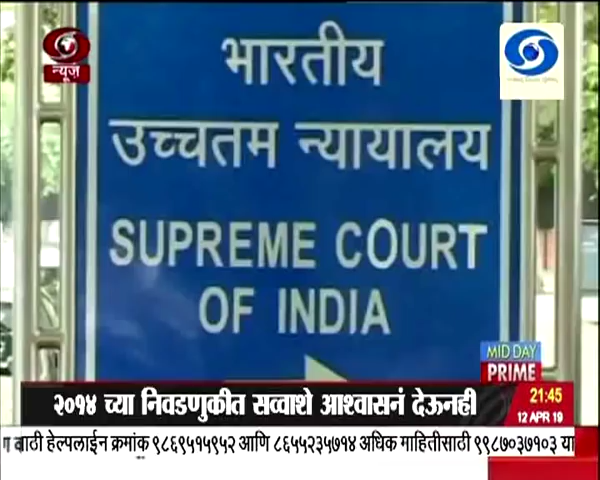 न्यूज़
भारतीय
उच्चतम न्यायालय
SUPREME COURT
OF INDIA
MID DAY
PRIME
२०१४ च्या निवडणुकीत सव्वाशे आश्वासनं देऊनही
21:45
12 APR 19
वाठी हेल्पलाईन क्रमांक ९८६९५१५९५२ आणि ८६५५२३५७१४ अधिक माहितीसाठी ९९८७०३७१०३ या